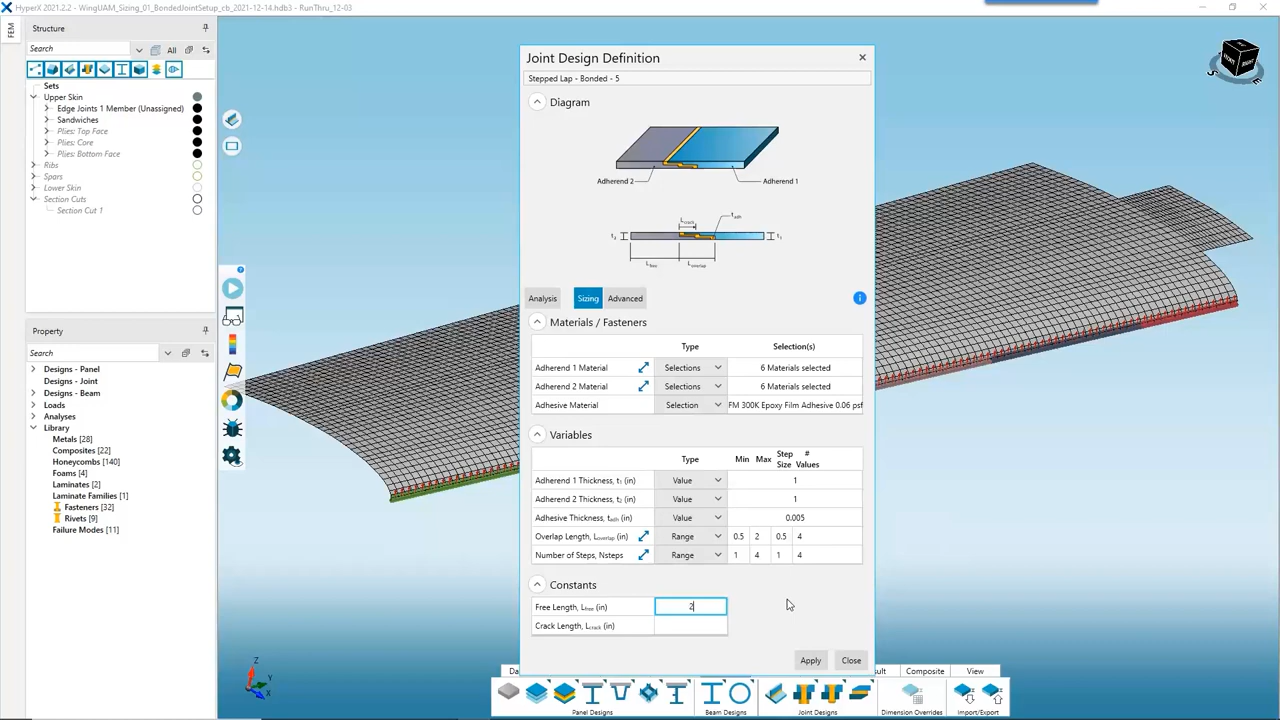 HyperX 2021.2.2 - WingUAM_Sizing_01_BondedJointSetup_cb_2021-12-14.hdb3 - RunThru_12-03
FEM
Structure
Search
All
Sets
Upper Skin
Edge Joints 1 Member (Unassigned)
Sandwiches
Plies: Top Face
Plies: Core
Plies: Bottom Face
Ribs
Spars
Lower Skin
Section Cuts
Section Cut 1
Property
Search
Designs - Panel
Designs - Joint
Designs - Beam
Loads
Analyses
Library
Metals [28]
Composites [22]
Honeycombs [140]
Foams [4]
Laminates [2]
Laminate Families [1]
Fasteners [32]
Rivets [9]
Failure Modes [11]
Joint Design Definition
Stepped Lap - Bonded - 5
Diagram
Adherend 2
Adherend 1
Lcrack
tadh
t2
t1
Lfree
Loverlap
Analysis Sizing Advanced
Materials / Fasteners
Type Selection(s)
Adherend 1 Material Selections 6 Materials selected
Adherend 2 Material Selections 6 Materials selected
Adhesive Material Selection FM 300K Epoxy Film Adhesive 0.06 psf
Variables
Type Min Max Step Size # Values
Adherend 1 Thickness, t1 (in) Value 1
Adherend 2 Thickness, t2 (in) Value 1
Adhesive Thickness, tadh (in) Value 0.005
Overlap Length, Loverlap (in) Range 0.5 2 0.5 4
Number of Steps, Nsteps Range 1 4 1 4
Constants
Free Length, Lfree (in) 2
Crack Length, Lcrack (in)
Apply Close
Composite View
Panel Designs
Beam Designs
Joint Designs
Dimension Overrides
Import/Export
Z
Y
X